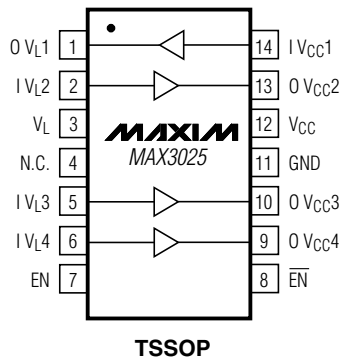 O VL1 1 14 I VCC1
I VL2 2 13 O VCC2
VL 3 MAXIM 12 VCC
N.C. 4 MAX3025 11 GND
I VL3 5 10 O VCC3
I VL4 6 9 O VCC4
EN 7 8 E̅N̅
TSSOP